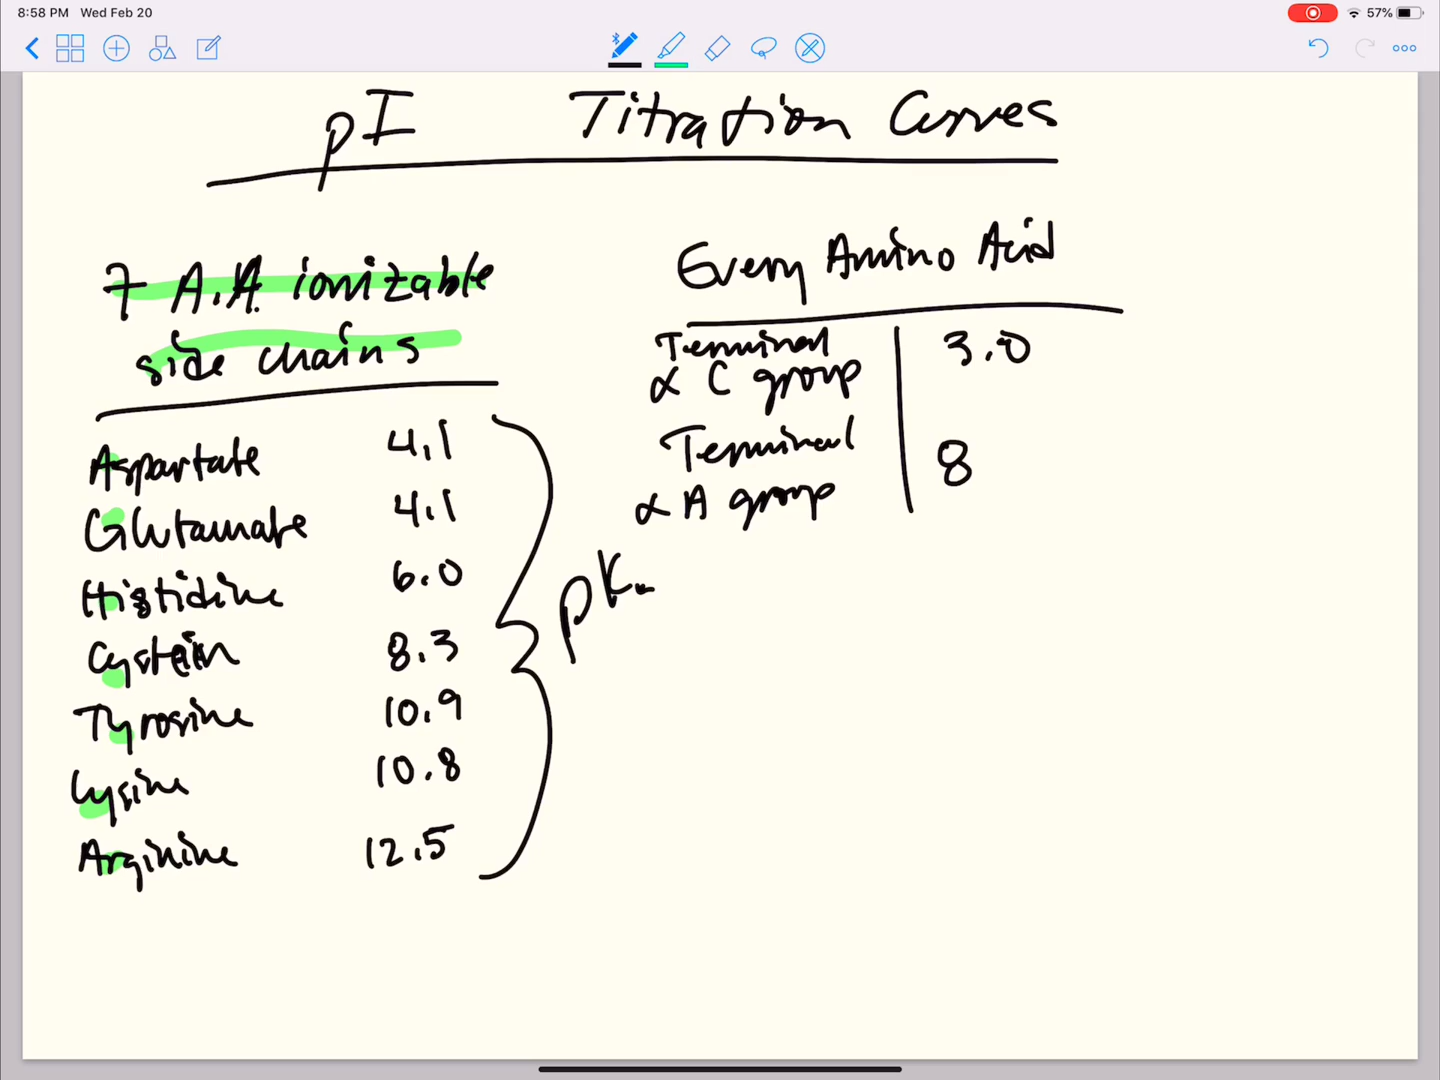 8:58 PM Wed Feb 20
57%
pI Titration Curves
7 A.A ionizable
side chains
Aspartate 4.1
Glutamate 4.1
Histidine 6.0
Cystein 8.3
Tyrosine 10.9
Lysine 10.8
Arginine 12.5
pK
Every Amino Acid
Terminal
α C group 3.0
Terminal
α A group 8